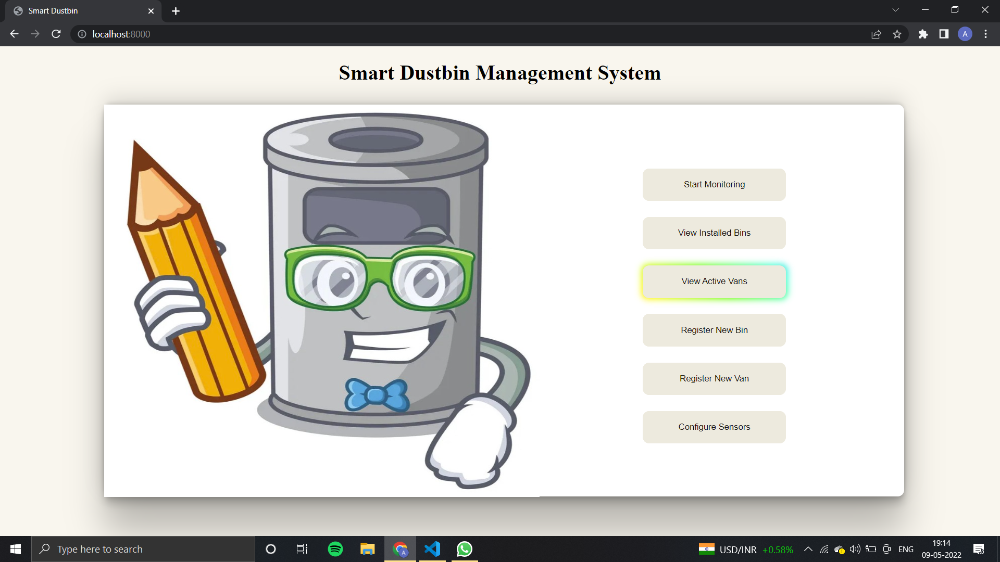 Smart Dustbin
localhost:8000
A
Smart Dustbin Management System
Start Monitoring
View Installed Bins
View Active Vans
Register New Bin
Register New Van
Configure Sensors
Type here to search
A
USD/INR +0.58%
ENG
19:14
09-05-2022